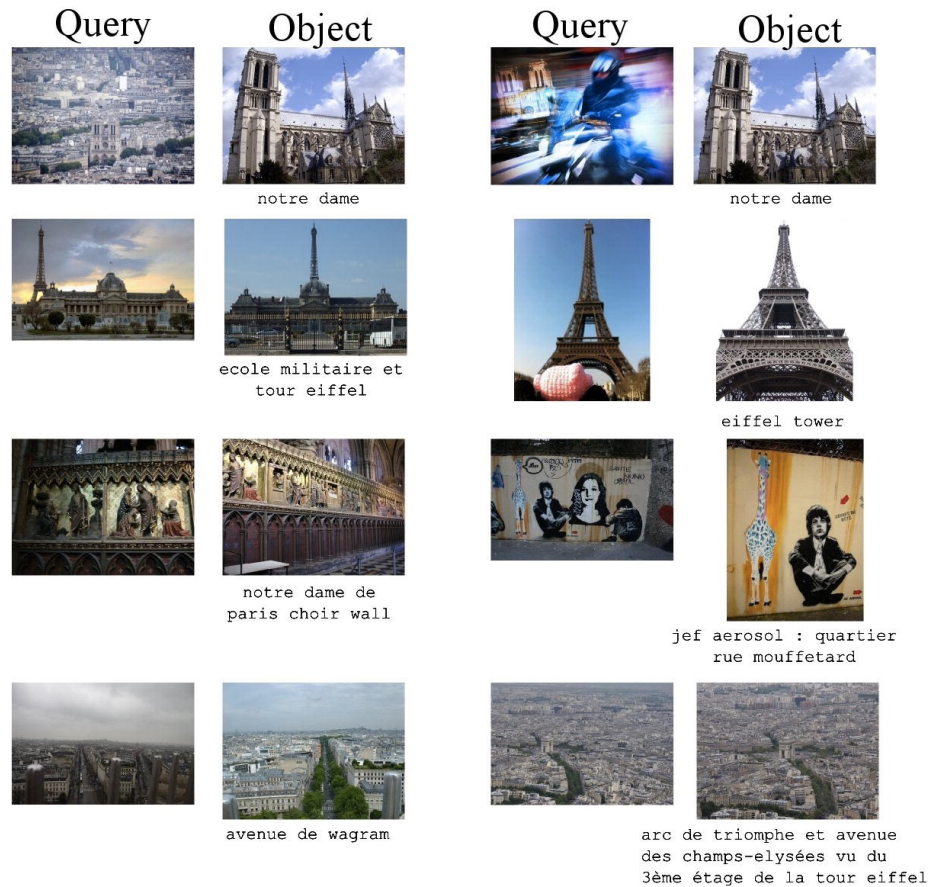 Query
Object
Query
Object
notre dame
notre dame
ecole militaire et
tour eiffel
eiffel tower
notre dame de
paris choir wall
jef aerosol : quartier
rue mouffetard
avenue de wagram
arc de triomphe et avenue
des champs-elysées vu du
3ème étage de la tour eiffel